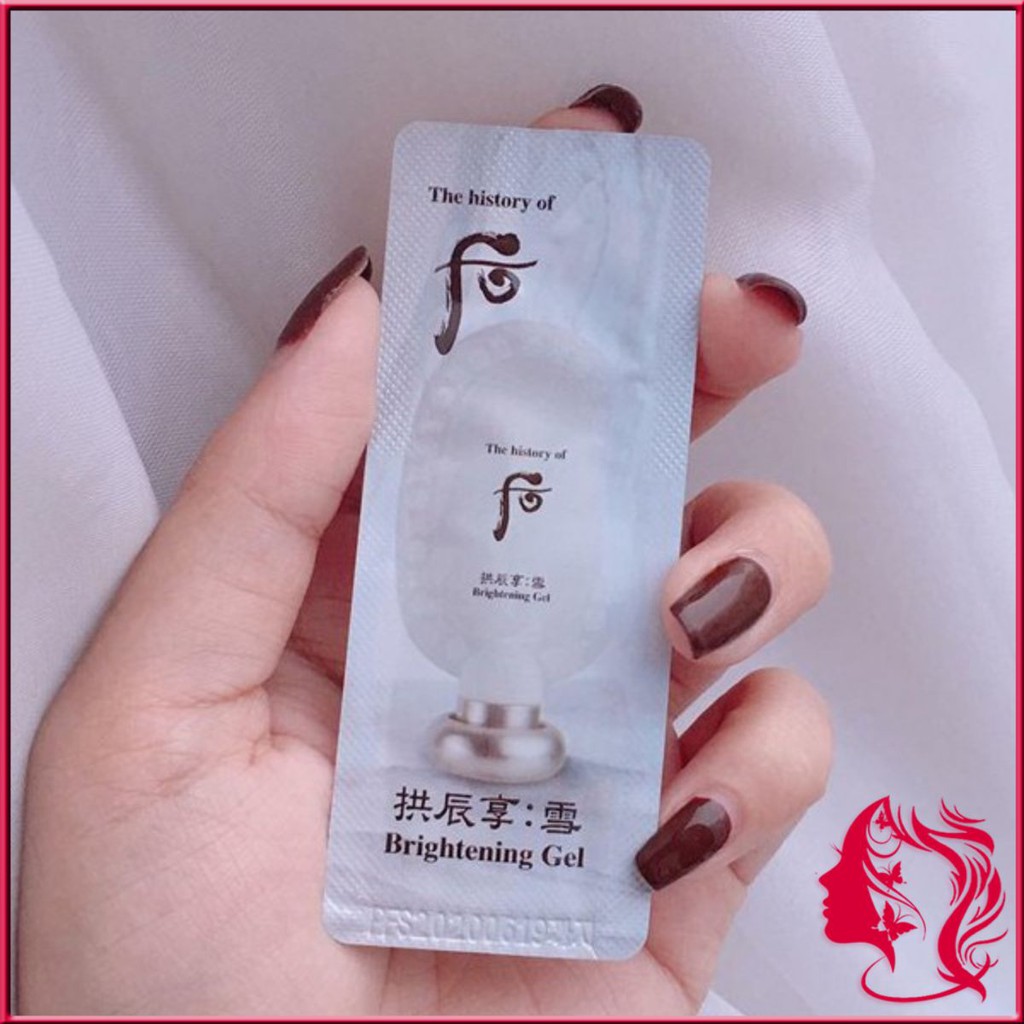 The history of
后
The history of
后
拱辰享:雪
Brightening Gel
拱辰享:雪
Brightening Gel